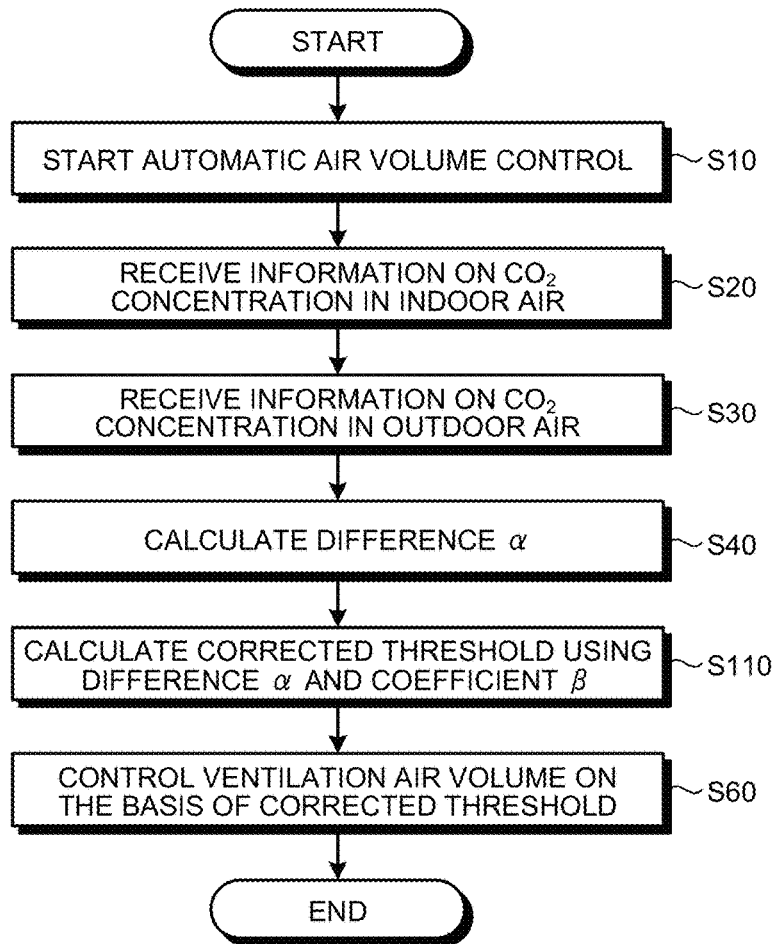 START
START AUTOMATIC AIR VOLUME CONTROL
S10
RECEIVE INFORMATION ON CO₂
CONCENTRATION IN INDOOR AIR
S20
RECEIVE INFORMATION ON CO₂
CONCENTRATION IN OUTDOOR AIR
S30
CALCULATE DIFFERENCE α
S40
CALCULATE CORRECTED THRESHOLD USING
DIFFERENCE α AND COEFFICIENT β
S110
CONTROL VENTILATION AIR VOLUME ON
THE BASIS OF CORRECTED THRESHOLD
S60
END